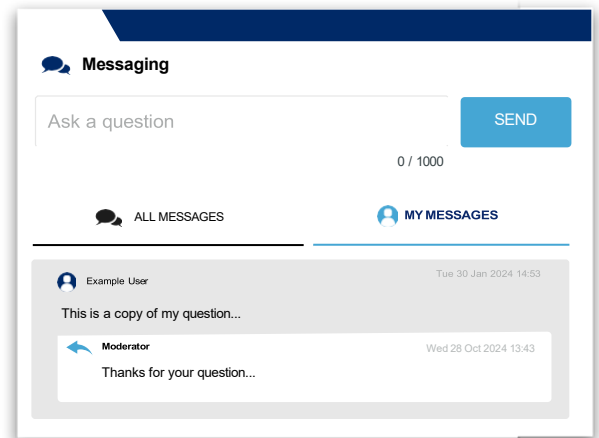 Messaging
Ask a question
SEND
0 / 1000
ALL MESSAGES
MY MESSAGES
Example User
Tue 30 Jan 2024 14:53
This is a copy of my question...
Moderator
Wed 28 Oct 2024 13:43
Thanks for your question...